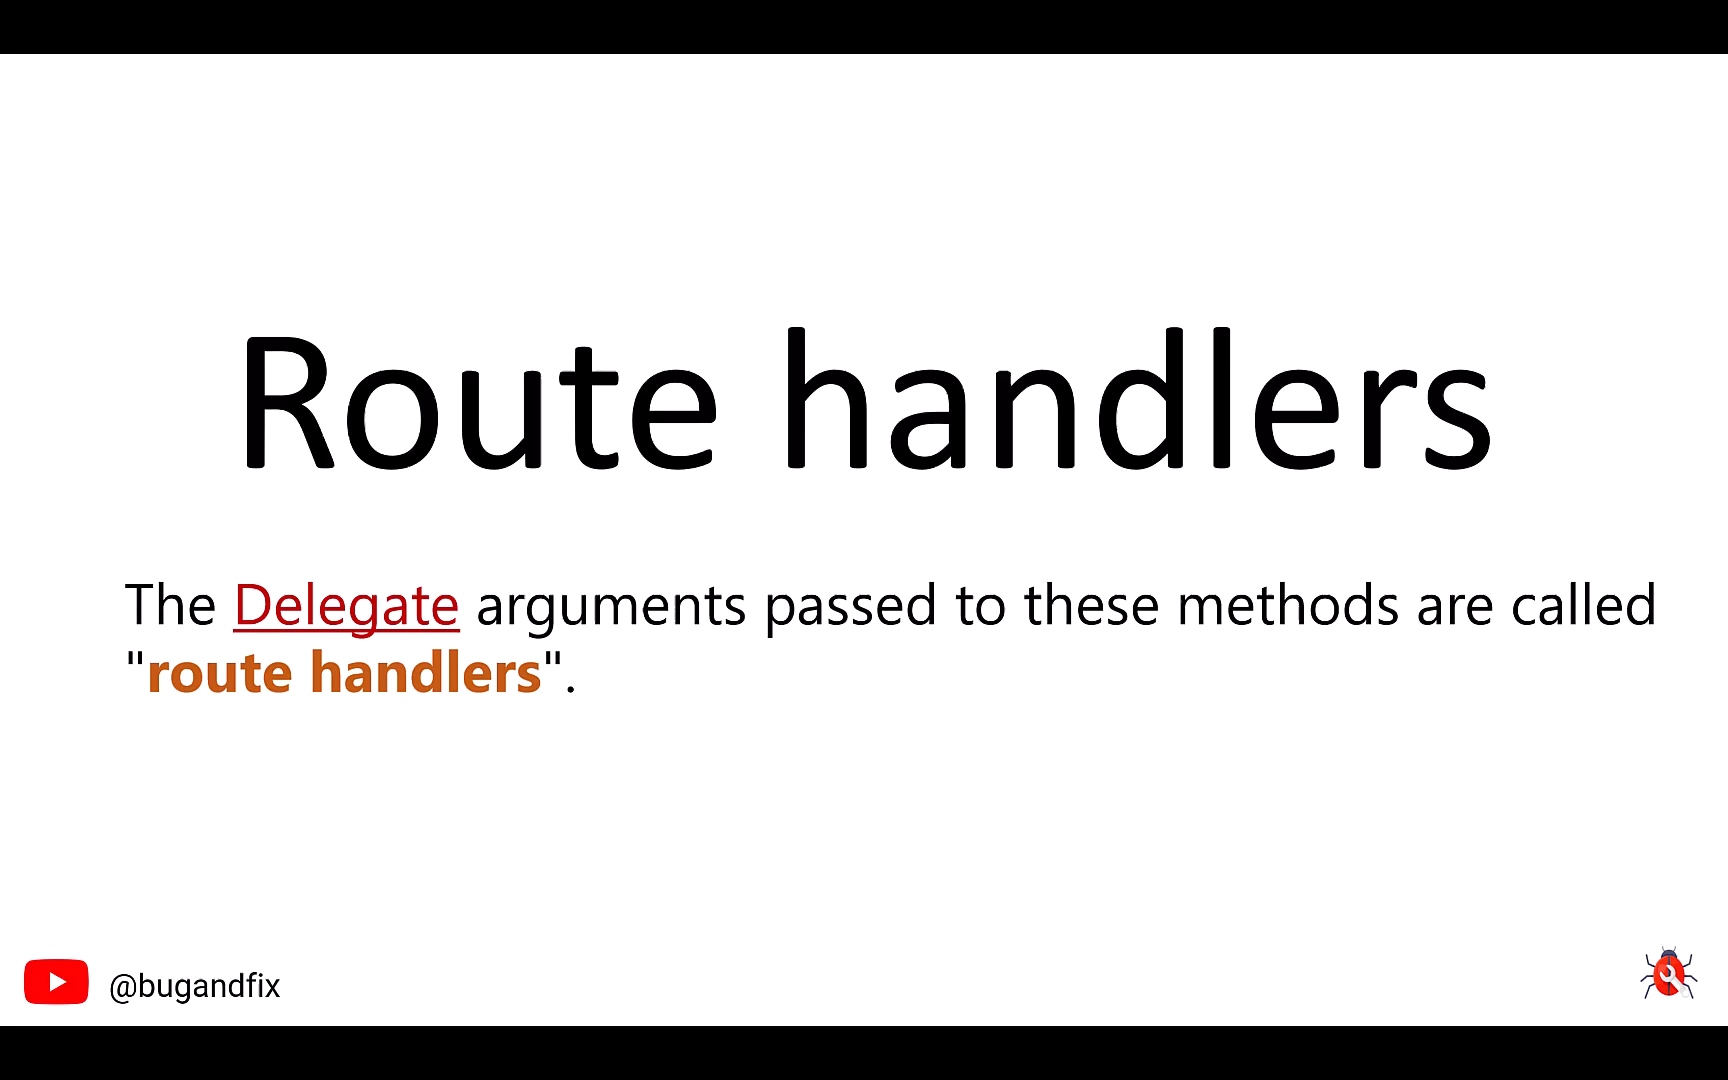 Route handlers
The Delegate arguments passed to these methods are called
"route handlers".
@bugandfix